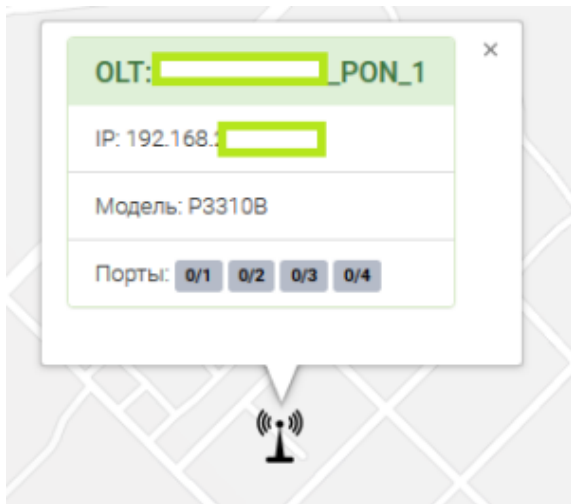 ×
OLT: _PON_1
IP: 192.168.
Модель: P3310B
Порты: 0/1 0/2 0/3 0/4